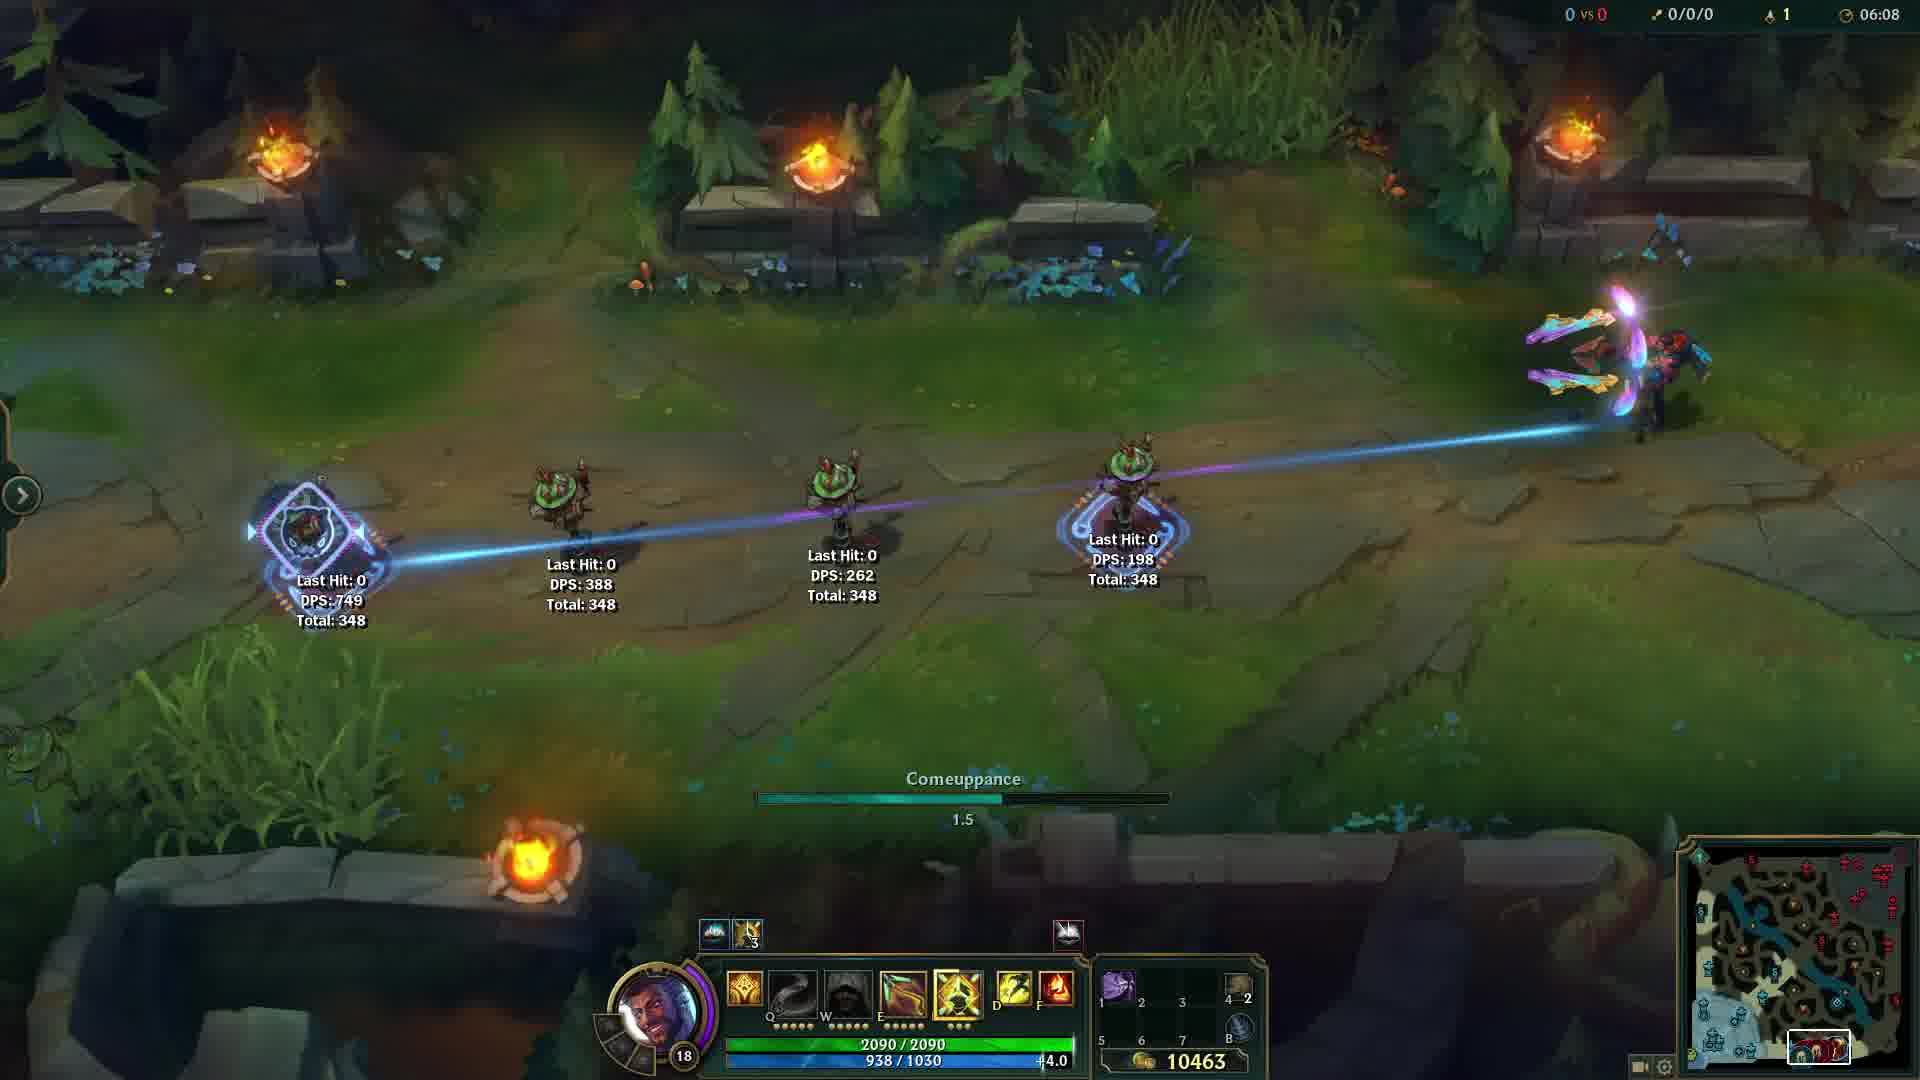 0 vs 0 0/0/0 1 06:08
Last Hit: 0
DPS: 749
Total: 348
Last Hit: 0
DPS: 388
Total: 348
Last Hit: 0
DPS: 262
Total: 348
Last Hit: 0
DPS: 198
Total: 348
Comeuppance
1.5
3
Q W E D F
18
2090 / 2090
938 / 1030 +4.0
1 2 3 4 2
5 6 7 B
10463